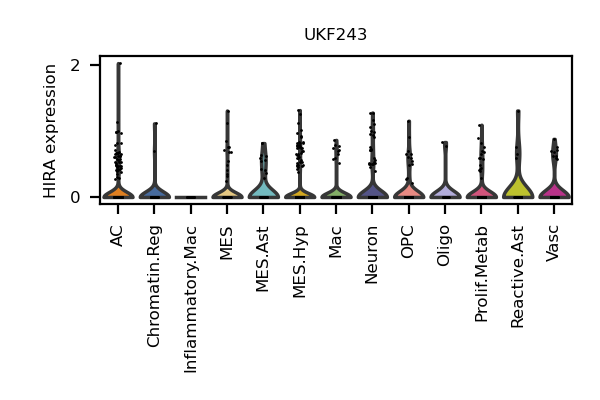 UKF243
HIRA expression
2
0
AC
Chromatin.Reg
Inflammatory.Mac
MES
MES.Ast
MES.Hyp
Mac
Neuron
OPC
Oligo
Prolif.Metab
Reactive.Ast
Vasc